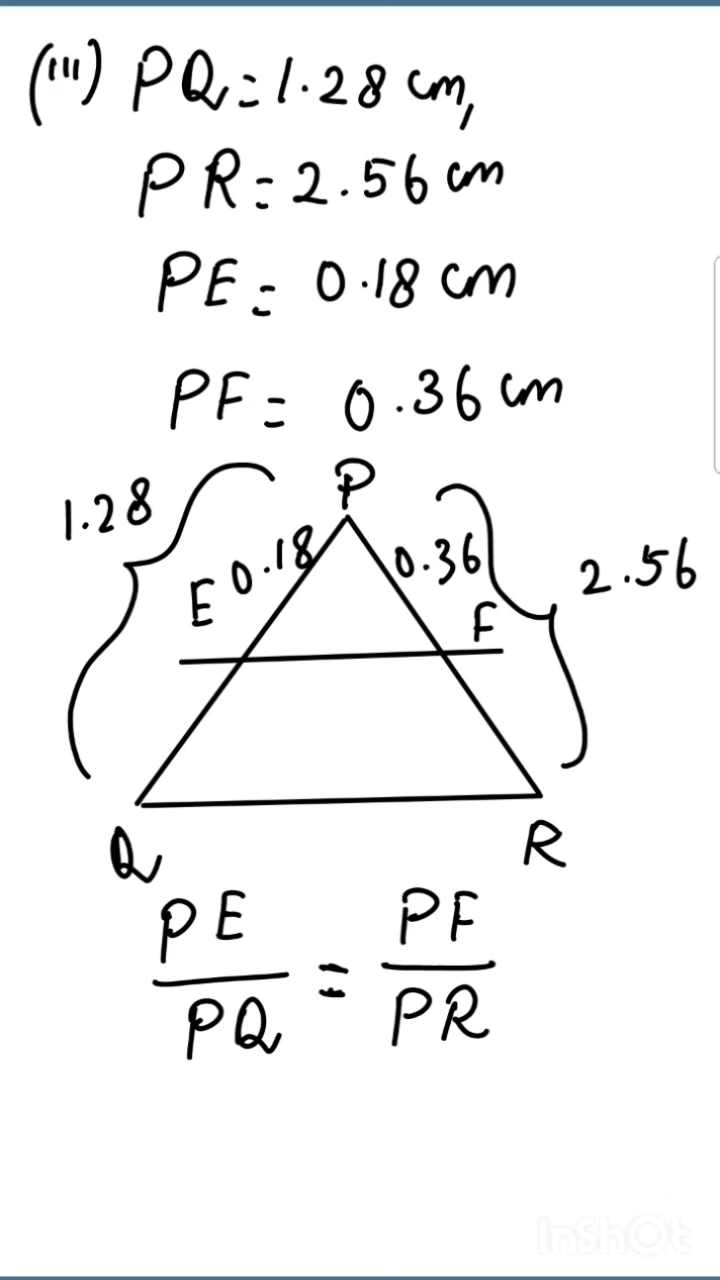 (iii) PQ = 1.28 cm,
PR = 2.56 cm
PE = 0.18 cm
PF = 0.36 cm
P
1.28
0.18
0.36
2.56
E
F
Q
R
PE
PF
=
PQ
PR
InShOt